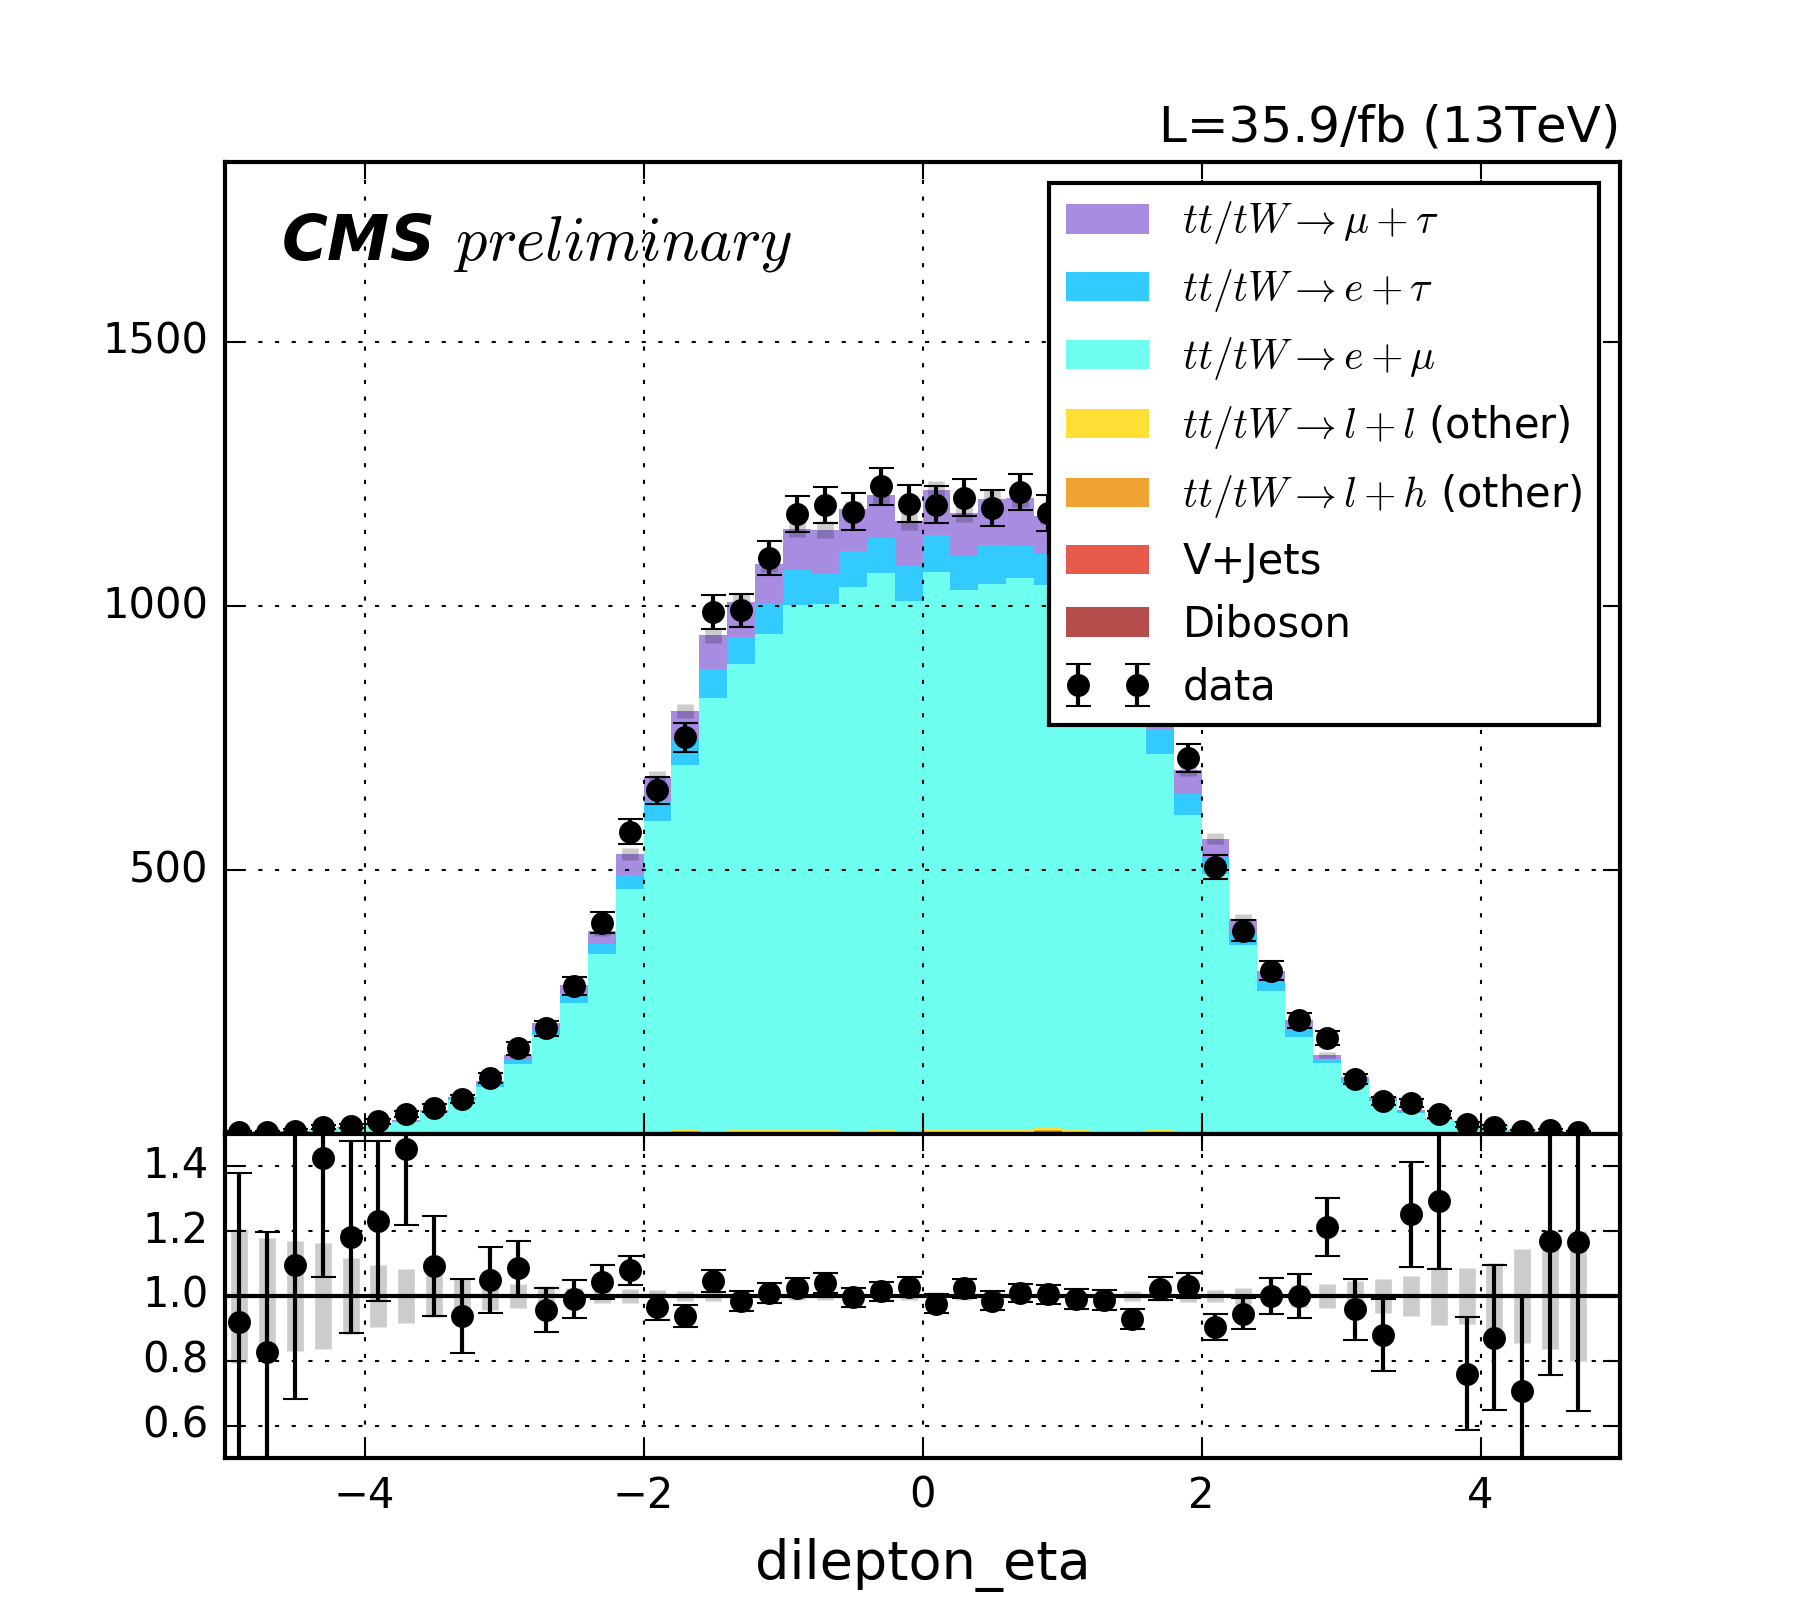 L=35.9/fb (13TeV)
CMS preliminary
tt/tW→μ+τ
tt/tW→e+τ
tt/tW→e+μ
tt/tW→l+l (other)
tt/tW→l+h (other)
V+Jets
Diboson
data
1500
1000
500
1.4
1.2
1.0
0.8
0.6
−4 −2 0 2 4
dilepton_eta